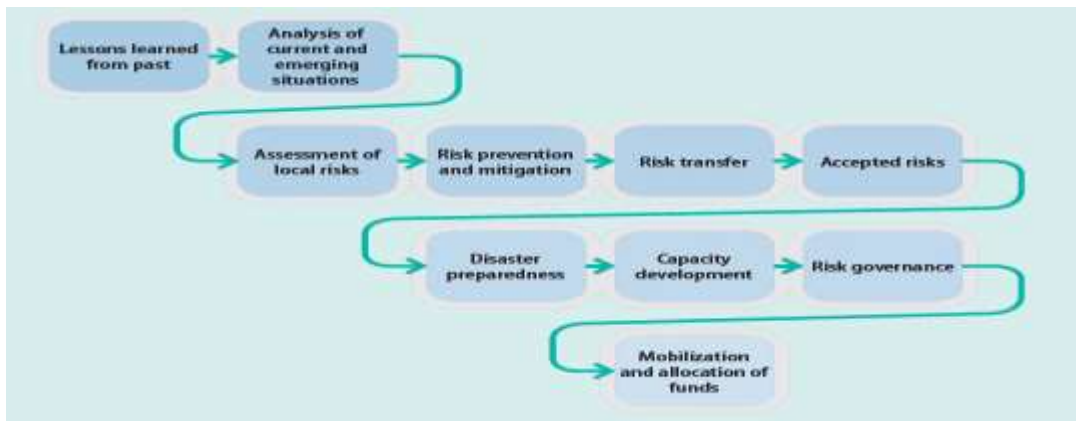 Lessons learned
from past
Analysis of
current and
emerging
situations
Assessment of
local risks
Risk prevention
and mitigation
Risk transfer
Accepted risks
Disaster
preparedness
Capacity
development
Risk governance
Mobilization
and allocation of
funds